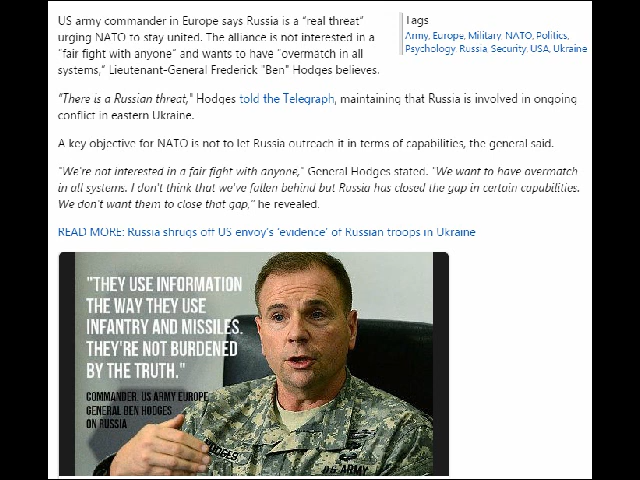 US army commander in Europe says Russia is a "real threat"
urging NATO to stay united. The alliance is not interested in a
"fair fight with anyone" and wants to have "overmatch in all
systems," Lieutenant-General Frederick "Ben" Hodges believes.
Tags
Army, Europe, Military, NATO, Politics,
Psychology, Russia, Security, USA, Ukraine
"There is a Russian threat," Hodges told the Telegraph, maintaining that Russia is involved in ongoing
conflict in eastern Ukraine.
A key objective for NATO is not to let Russia outreach it in terms of capabilities, the general said.
"We're not interested in a fair fight with anyone," General Hodges stated. "We want to have overmatch
in all systems. I don't think that we've fallen behind but Russia has closed the gap in certain capabilities.
We don't want them to close that gap," he revealed.
READ MORE: Russia shrugs off US envoy's 'evidence' of Russian troops in Ukraine
"THEY USE INFORMATION
THE WAY THEY USE
INFANTRY AND MISSILES.
THEY'RE NOT BURDENED
BY THE TRUTH."
COMMANDER, US ARMY EUROPE
GENERAL BEN HODGES
ON RUSSIA
HODGES
US ARMY